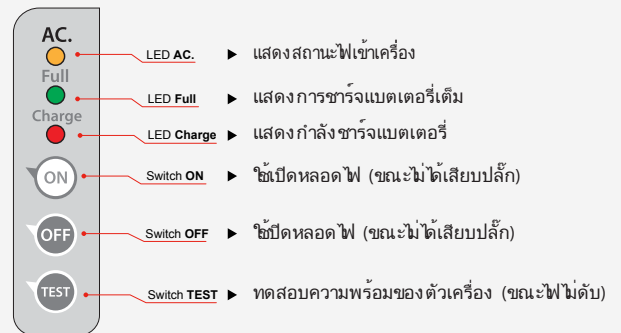 AC.
LED AC. ▶ แสดงสถานะไฟเข้าเครื่อง
Full
LED Full ▶ แสดงการชาร์จแบตเตอรี่เต็ม
Charge
LED Charge ▶ แสดงกำลังชาร์จแบตเตอรี่
ON
Switch ON ▶ ใช้เปิดหลอดไฟ (ขณะไม่ได้เสียบปลั๊ก)
OFF
Switch OFF ▶ ใช้ปิดหลอดไฟ (ขณะไม่ได้เสียบปลั๊ก)
TEST
Switch TEST ▶ ทดสอบความพร้อมของตัวเครื่อง (ขณะไฟไม่ดับ)